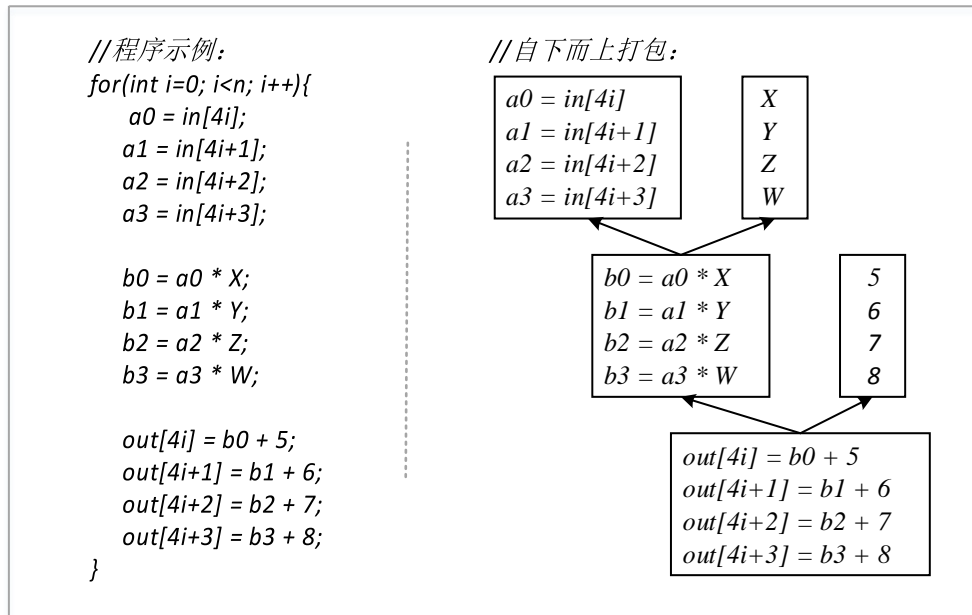 //程序示例：
for(int i=0; i<n; i++){
a0 = in[4i];
a1 = in[4i+1];
a2 = in[4i+2];
a3 = in[4i+3];
b0 = a0 * X;
b1 = a1 * Y;
b2 = a2 * Z;
b3 = a3 * W;
out[4i] = b0 + 5;
out[4i+1] = b1 + 6;
out[4i+2] = b2 + 7;
out[4i+3] = b3 + 8;
}
//自下而上打包：
a0 = in[4i]
a1 = in[4i+1]
a2 = in[4i+2]
a3 = in[4i+3]
X
Y
Z
W
b0 = a0 * X
b1 = a1 * Y
b2 = a2 * Z
b3 = a3 * W
5
6
7
8
out[4i] = b0 + 5
out[4i+1] = b1 + 6
out[4i+2] = b2 + 7
out[4i+3] = b3 + 8